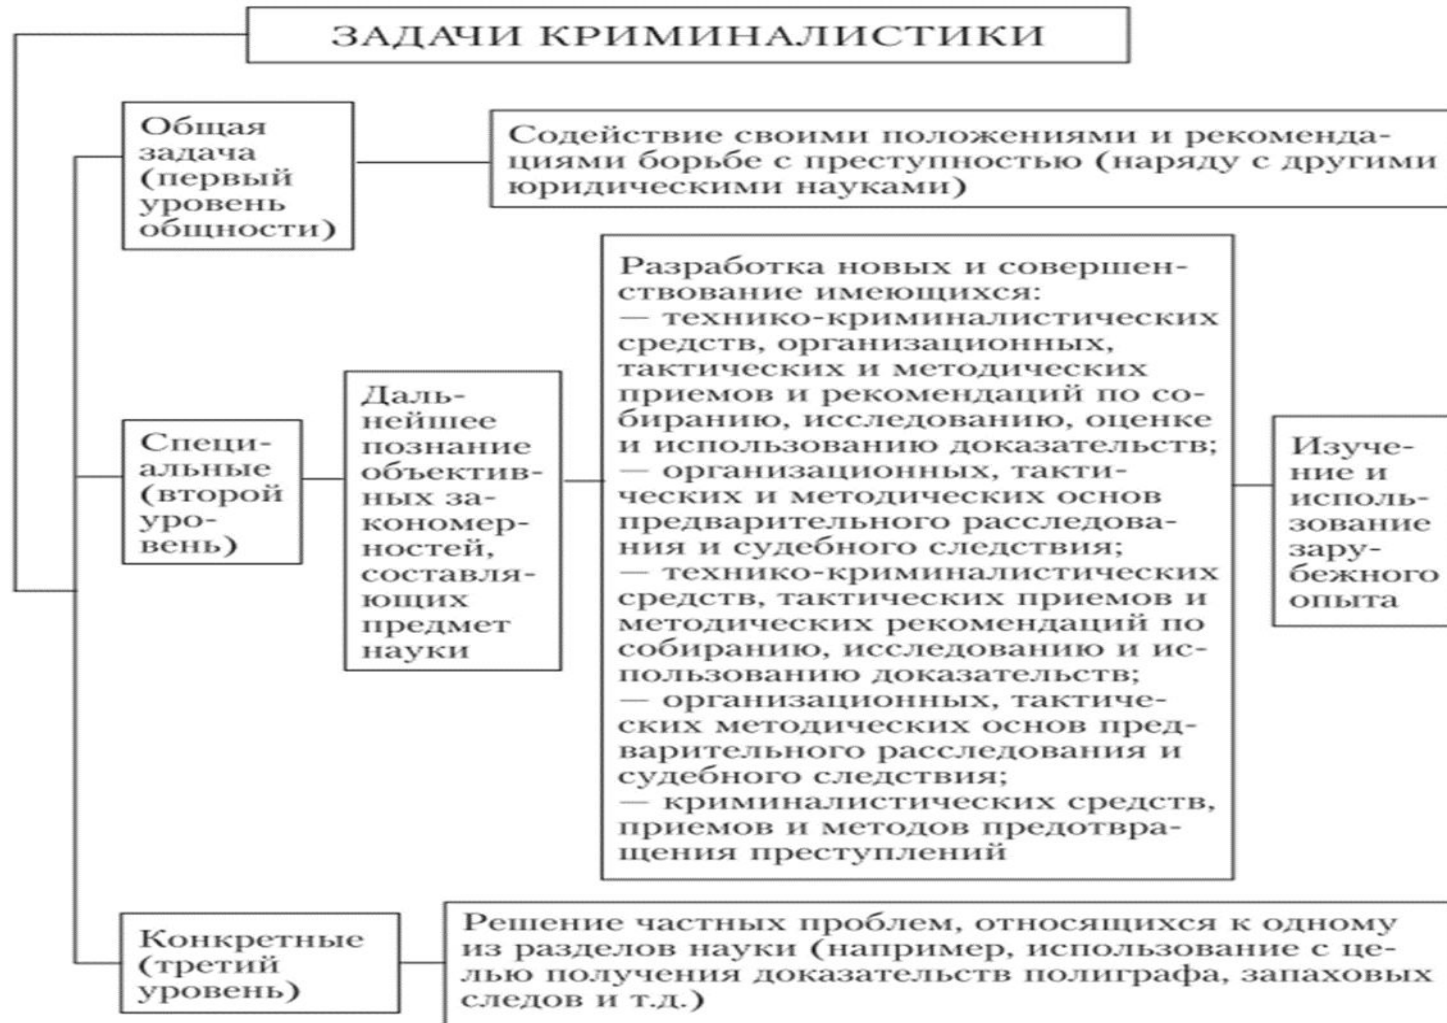 ЗАДАЧИ КРИМИНАЛИСТИКИ
Общая
задача
(первый
уровень
общности)
Содействие своими положениями и рекоменда-
циями борьбе с преступностью (наряду с другими
юридическими науками)
Специ-
альные
(второй
уро-
вень)
Даль-
нейшее
познание
объектив-
ных за-
кономер-
ностей,
составля-
ющих
предмет
науки
Разработка новых и совершен-
ствование имеющихся:
— технико-криминалистических
средств, организационных,
тактических и методических
приемов и рекомендаций по со-
биранию, исследованию, оценке
и использованию доказательств;
— организационных, такти-
ческих и методических основ
предварительного расследова-
ния и судебного следствия;
— технико-криминалистических
средств, тактических приемов и
методических рекомендаций по
собиранию, исследованию и ис-
пользованию доказательств;
— организационных, тактиче-
ских методических основ пред-
варительного расследования и
судебного следствия;
— криминалистических средств,
приемов и методов предотвра-
щения преступлений
Изуче-
ние и
исполь-
зование
зару-
бежного
опыта
Конкретные
(третий
уровень)
Решение частных проблем, относящихся к одному
из разделов науки (например, использование с це-
лью получения доказательств полиграфа, запаховых
следов и т.д.)